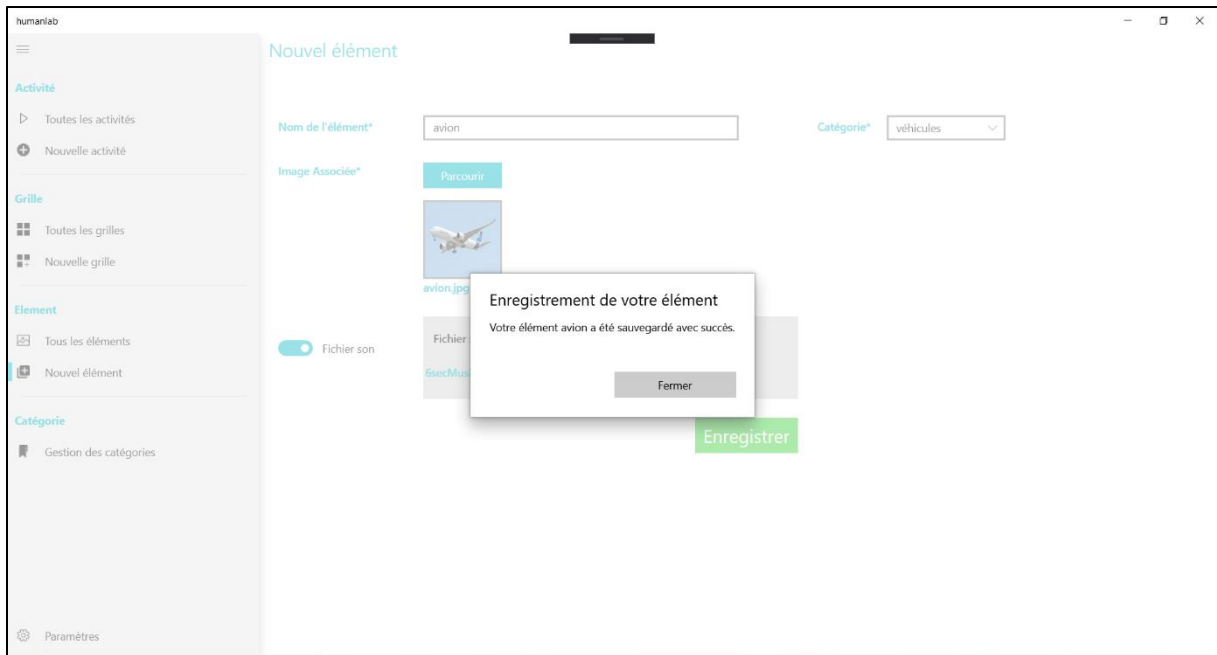 humanlab
Nouvel élément
Activité
Toutes les activités
Nouvelle activité
Grille
Toutes les grilles
Nouvelle grille
Element
Tous les éléments
Nouvel élément
Catégorie
Gestion des catégories
Paramètres
Nom de l'élément*
avion
Catégorie*
véhicules
Image Associée*
Parcourir
avion.jpg
Fichier son
Fichier
Enregistrement de votre élément
Votre élément avion a été sauvegardé avec succès.
Fermer
Enregistrer